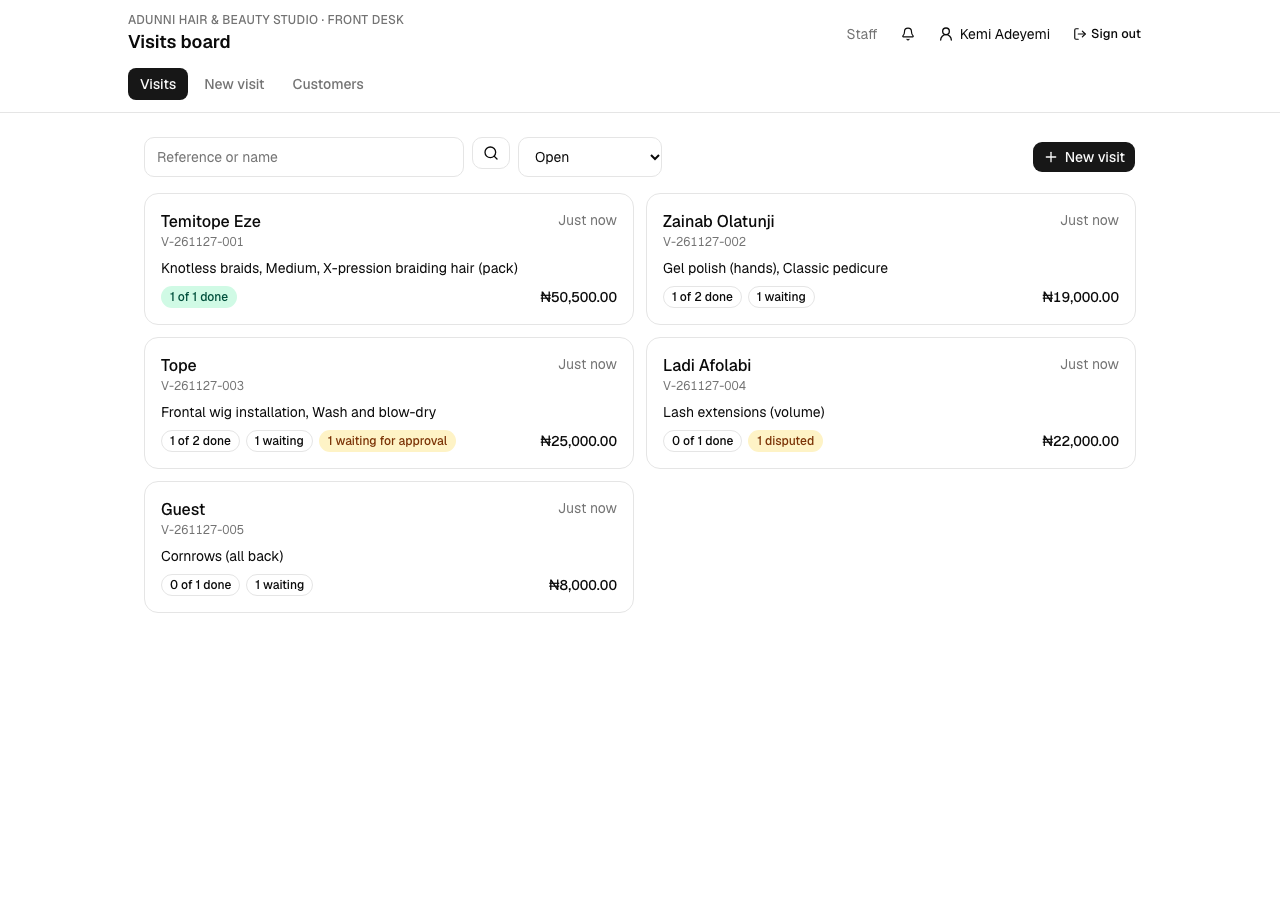 ADUNNI HAIR & BEAUTY STUDIO · FRONT DESK
Visits board
Staff
Kemi Adeyemi
Sign out
Visits
New visit
Customers
Reference or name
Open
New visit
Temitope Eze
Just now
V-261127-001
Knotless braids, Medium, X-pression braiding hair (pack)
1 of 1 done
₦50,500.00
Zainab Olatunji
Just now
V-261127-002
Gel polish (hands), Classic pedicure
1 of 2 done
1 waiting
₦19,000.00
Tope
Just now
V-261127-003
Frontal wig installation, Wash and blow-dry
1 of 2 done
1 waiting
1 waiting for approval
₦25,000.00
Ladi Afolabi
Just now
V-261127-004
Lash extensions (volume)
0 of 1 done
1 disputed
₦22,000.00
Guest
Just now
V-261127-005
Cornrows (all back)
0 of 1 done
1 waiting
₦8,000.00